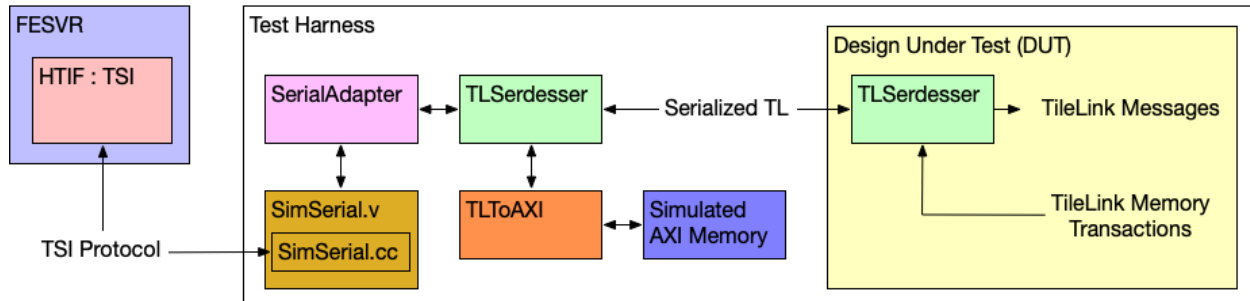 FESVR
HTIF : TSI
TSI Protocol
Test Harness
SerialAdapter
TLSerdesser
Serialized TL
SimSerial.v
SimSerial.cc
TLToAXI
Simulated
AXI Memory
Design Under Test (DUT)
TLSerdesser
TileLink Messages
TileLink Memory
Transactions